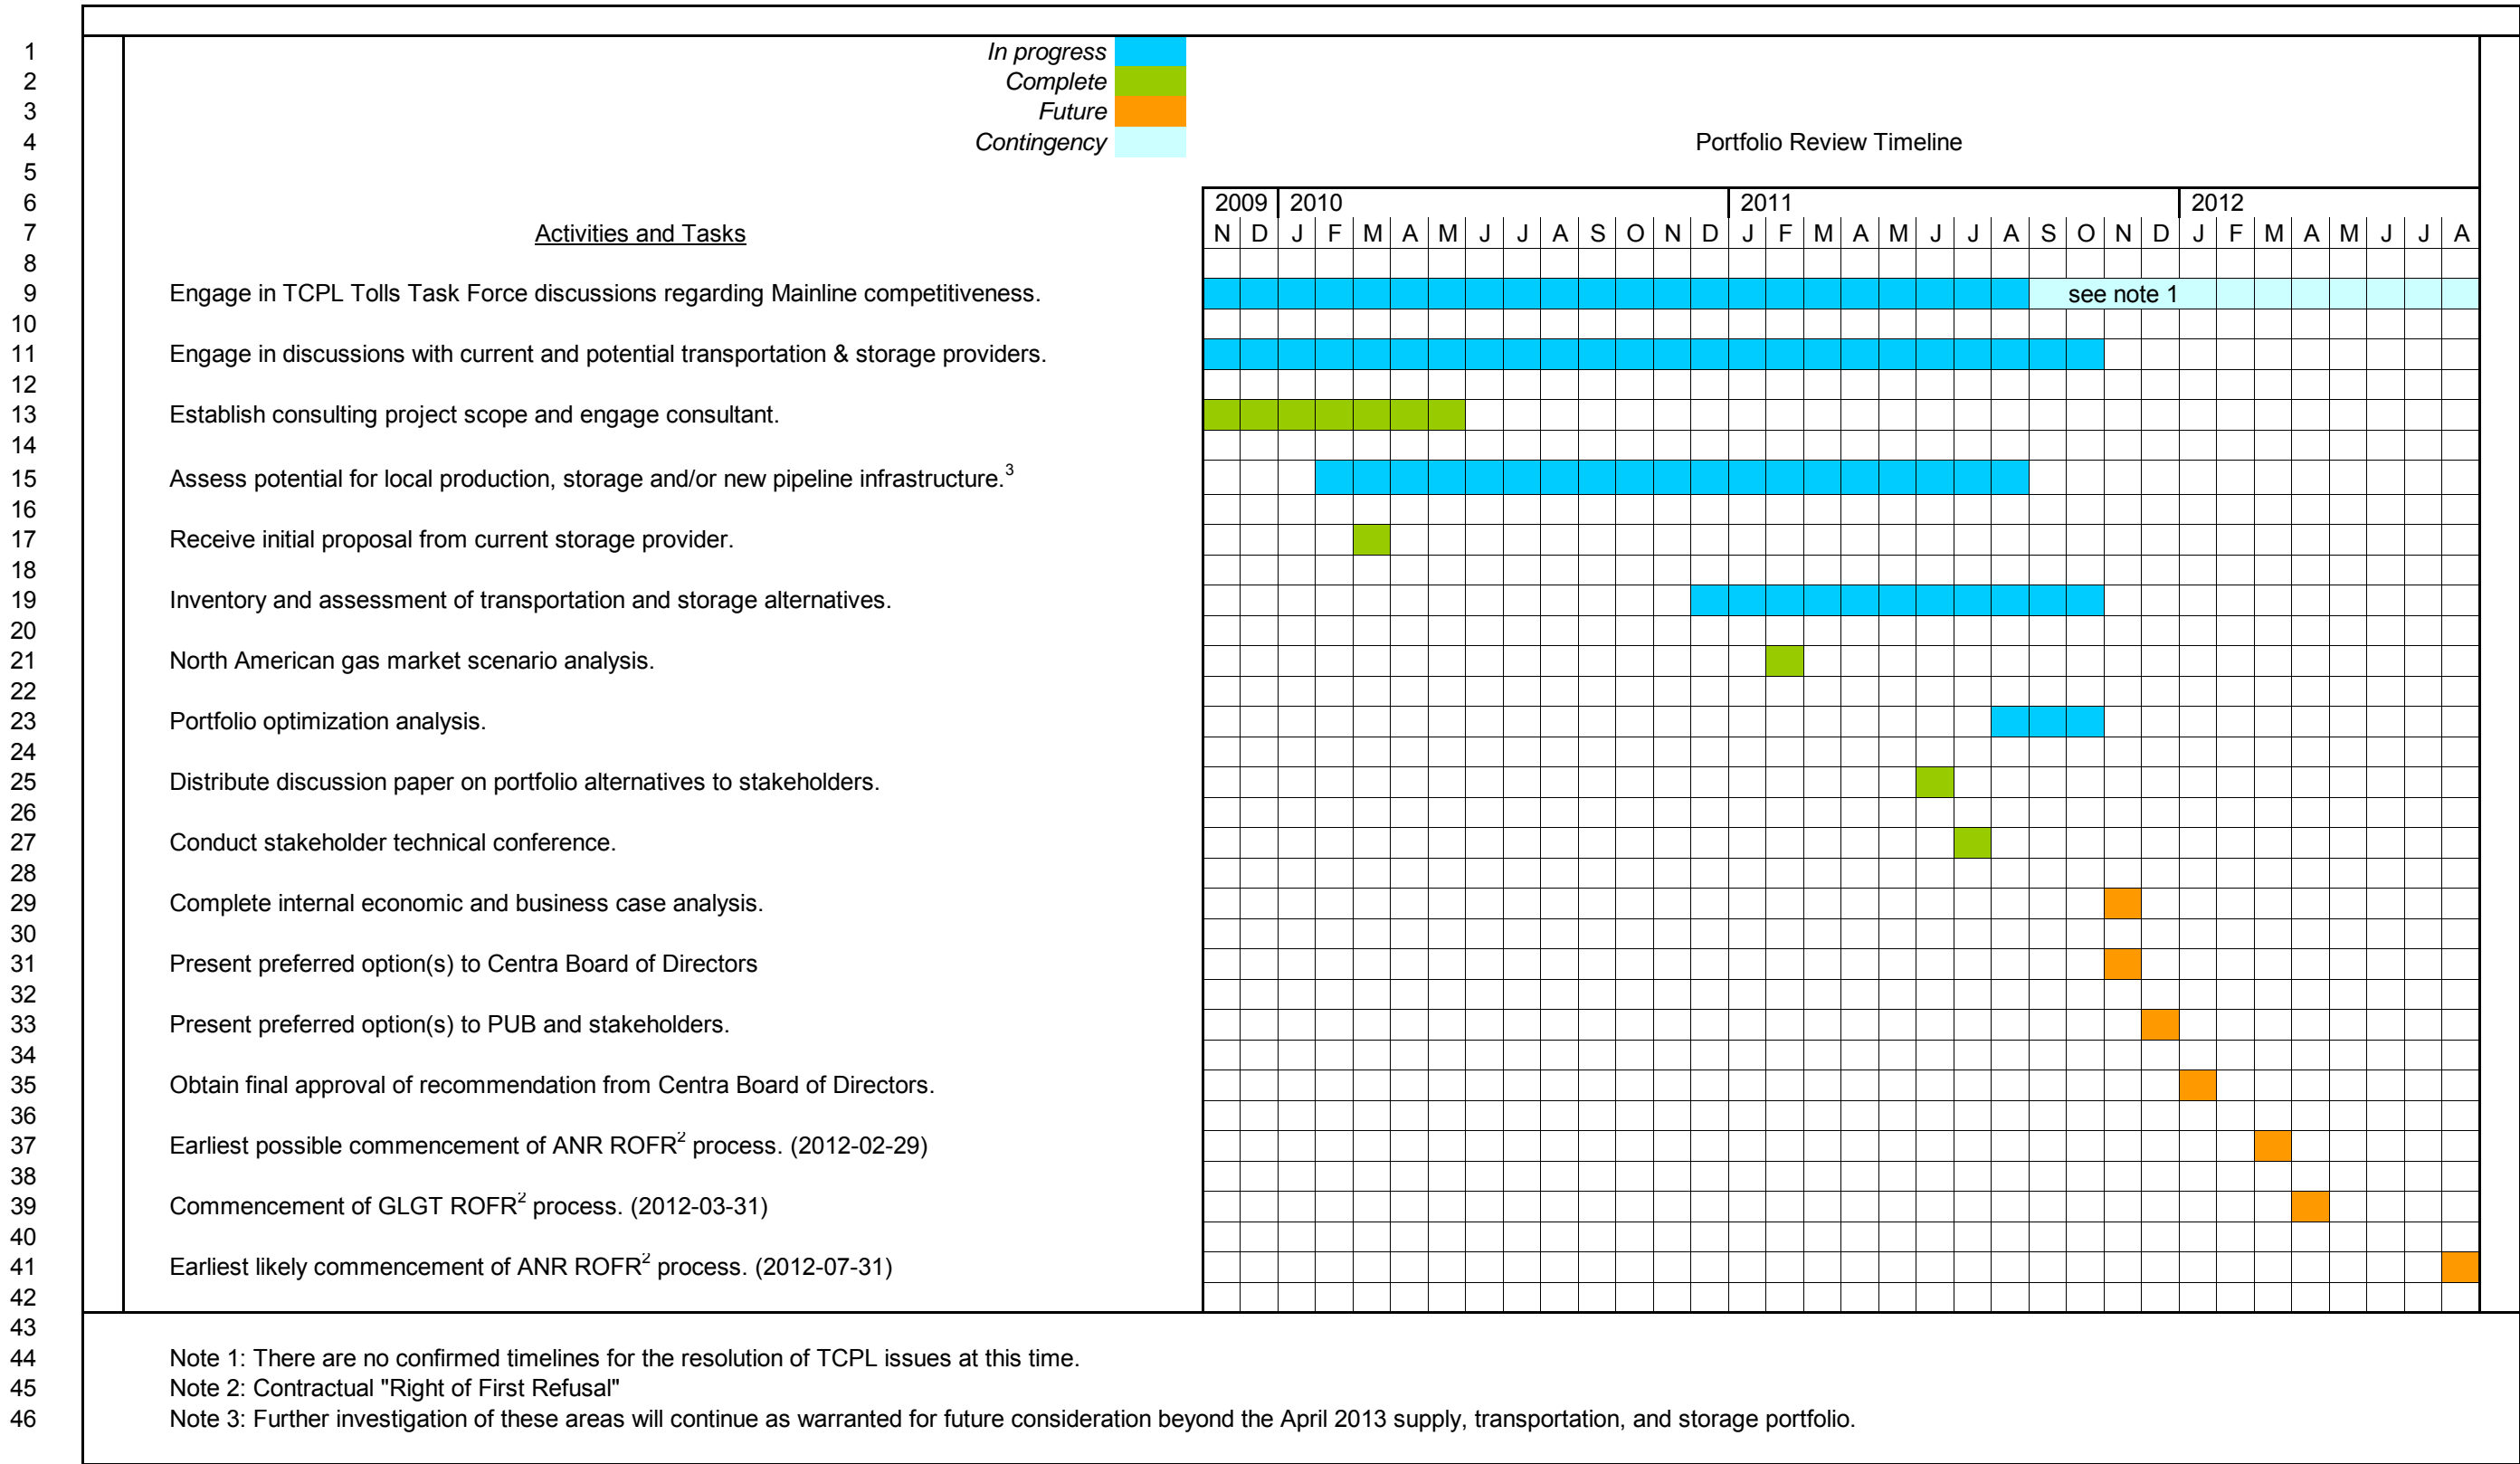 1 In progress
2 Complete
3 Future
4 Contingency Portfolio Review Timeline
5
6 2009 2010 2011 2012
7 Activities and Tasks N D J F M A M J J A S O N D J F M A M J J A S O N D J F M A M J J A
8
9 Engage in TCPL Tolls Task Force discussions regarding Mainline competitiveness. see note 1
10
11 Engage in discussions with current and potential transportation & storage providers.
12
13 Establish consulting project scope and engage consultant.
14
15 Assess potential for local production, storage and/or new pipeline infrastructure.3
16
17 Receive initial proposal from current storage provider.
18
19 Inventory and assessment of transportation and storage alternatives.
20
21 North American gas market scenario analysis.
22
23 Portfolio optimization analysis.
24
25 Distribute discussion paper on portfolio alternatives to stakeholders.
26
27 Conduct stakeholder technical conference.
28
29 Complete internal economic and business case analysis.
30
31 Present preferred option(s) to Centra Board of Directors
32
33 Present preferred option(s) to PUB and stakeholders.
34
35 Obtain final approval of recommendation from Centra Board of Directors.
36
37 Earliest possible commencement of ANR ROFR2 process. (2012-02-29)
38
39 Commencement of GLGT ROFR2 process. (2012-03-31)
40
41 Earliest likely commencement of ANR ROFR2 process. (2012-07-31)
42
43
44 Note 1: There are no confirmed timelines for the resolution of TCPL issues at this time.
45 Note 2: Contractual "Right of First Refusal"
46 Note 3: Further investigation of these areas will continue as warranted for future consideration beyond the April 2013 supply, transportation, and storage portfolio.